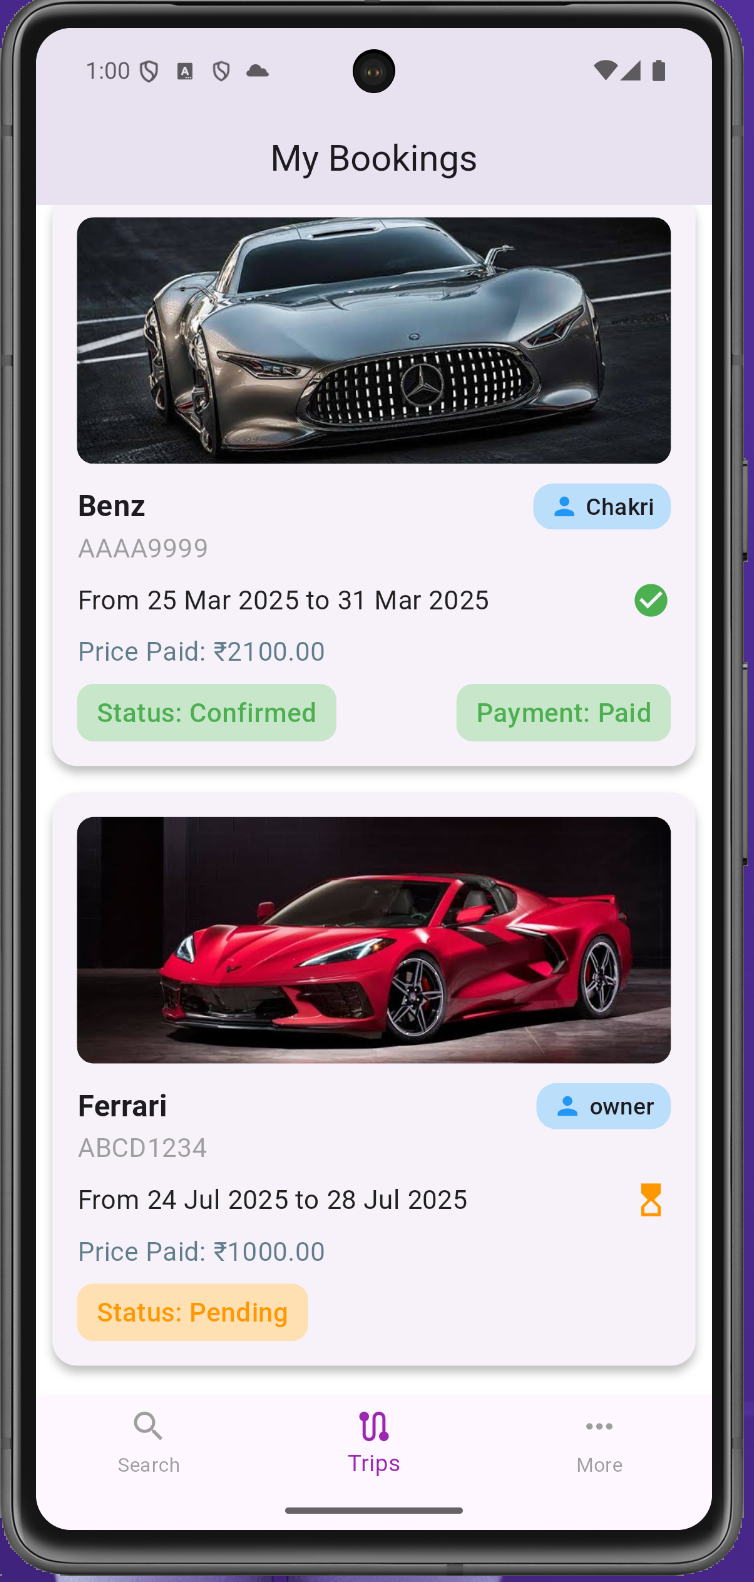 1:00
My Bookings
Benz
Chakri
AAAA9999
From 25 Mar 2025 to 31 Mar 2025
Price Paid: ₹2100.00
Status: Confirmed
Payment: Paid
Ferrari
owner
ABCD1234
From 24 Jul 2025 to 28 Jul 2025
Price Paid: ₹1000.00
Status: Pending
Search
Trips
More